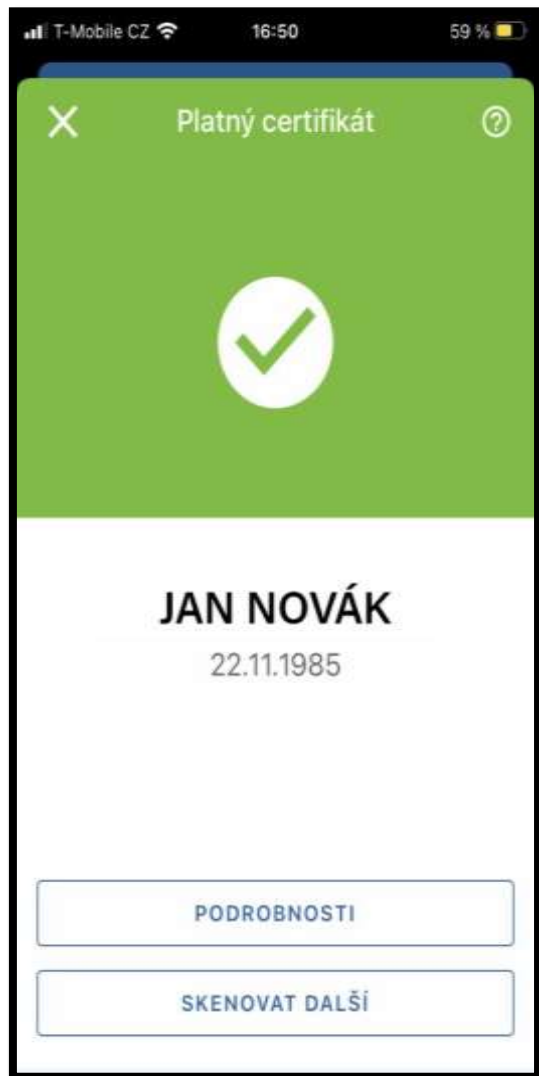 T-Mobile CZ 16:50 59 %
Platný certifikát
JAN NOVÁK
22.11.1985
PODROBNOSTI
SKENOVAT DALŠÍ